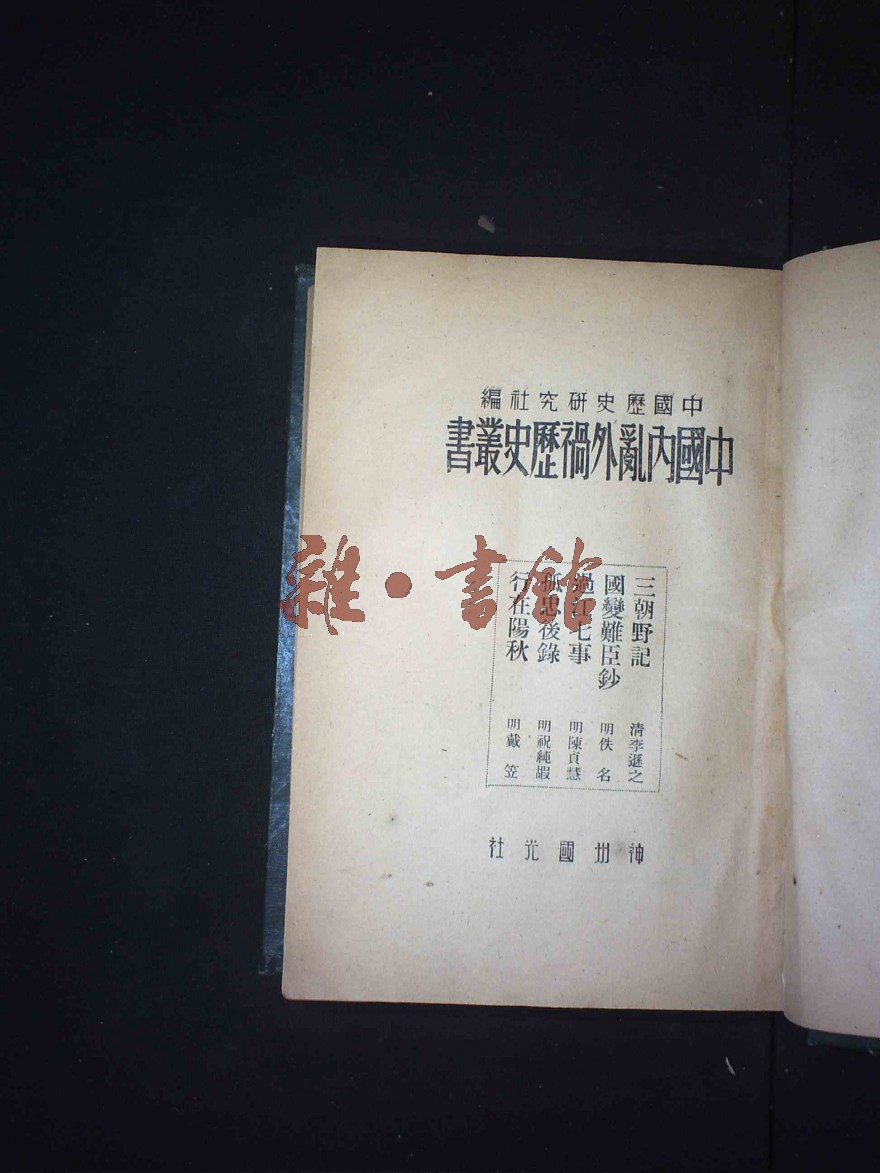 中國歷史研究社編
中國內亂外禍歷史叢書
三朝野記 清李遜之
國變難臣鈔 明佚名
過江七事 明陳貞慧
孤忠後錄 明祝純嘏
行在陽秋 明戴笠
神州國光社
雜·書館